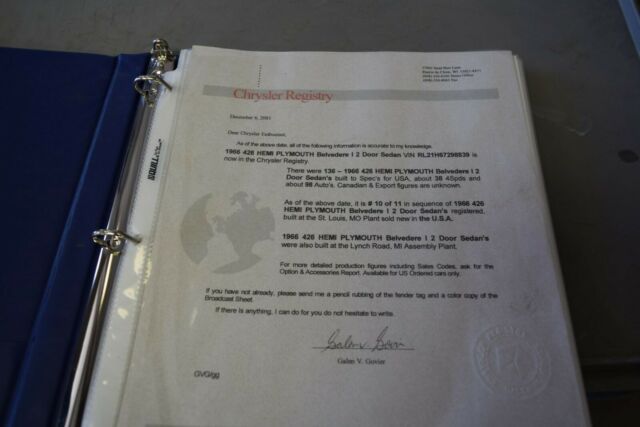 Prairie du Chien, WI
Chrysler Registry
December 6, 2001
Dear Chrysler Enthusiast,
As of the above date, all of the following information is accurate to my knowledge.
1966 426 HEMI PLYMOUTH Belvedere I 2 Door Sedan VIN RL21H67298839 is
now in the Chrysler Registry.
There were 136 – 1966 426 HEMI PLYMOUTH Belvedere I 2
Door Sedan's built to Spec's for USA, about 38 4Spds and
about 98 Auto's. Canadian & Export figures are unknown.
As of the above date, it is # 10 of 11 in sequence of 1966 426
HEMI PLYMOUTH Belvedere I 2 Door Sedan's registered,
built at the St. Louis, MO Plant sold new in the U.S.A.
1966 426 HEMI PLYMOUTH Belvedere I 2 Door Sedan's
were also built at the Lynch Road, MI Assembly Plant.
For more detailed production figures including Sales Codes, ask for the
Option & Accessories Report. Available for US Ordered cars only.
If you have not already, please send me a pencil rubbing of the fender tag and a color copy of the
Broadcast Sheet.
If there is anything, I can do for you do not hesitate to write.
Galen V. Govier
GVG/gg
QUILL